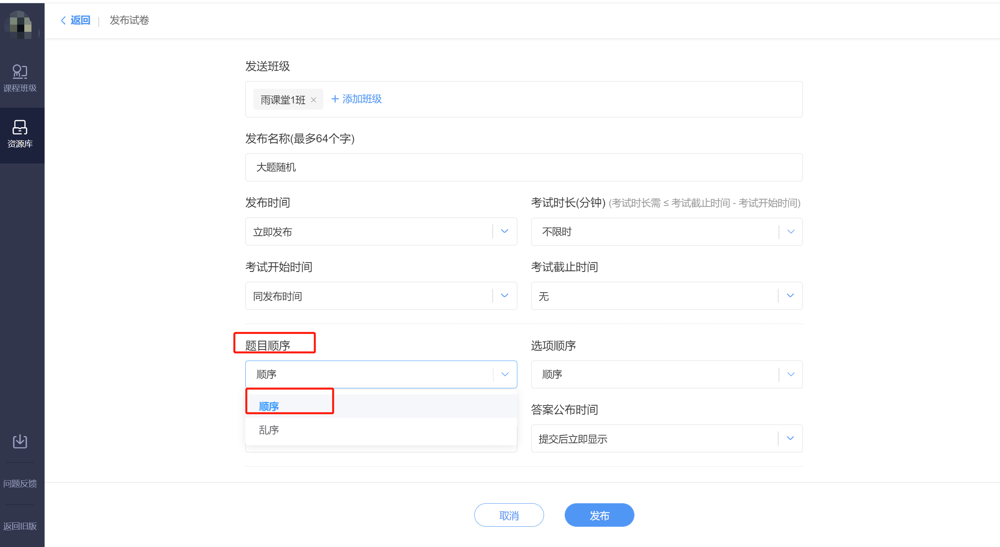 返回 | 发布试卷
课程班级
资源库
问题反馈
返回旧版
发送班级
雨课堂1班 × + 添加班级
发布名称(最多64个字)
大题随机
发布时间
立即发布
考试时长(分钟) (考试时长需 ≤ 考试截止时间 - 考试开始时间)
不限时
考试开始时间
同发布时间
考试截止时间
无
题目顺序
顺序
顺序
乱序
选项顺序
顺序
答案公布时间
提交后立即显示
取消
发布